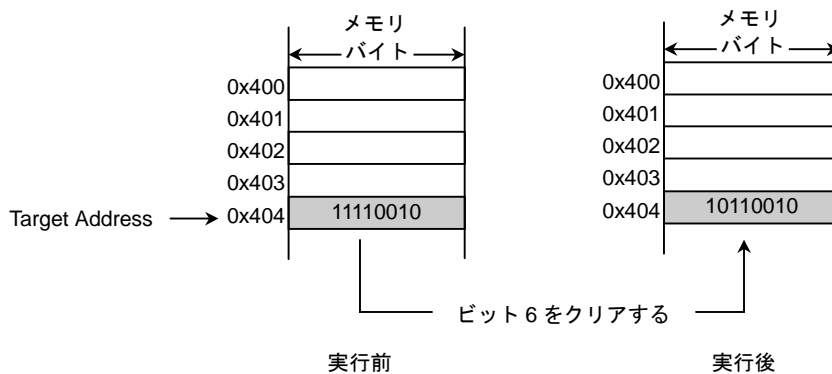 メモリ
バイト
0x400
0x401
0x402
0x403
Target Address
0x404
11110010
メモリ
バイト
0x400
0x401
0x402
0x403
0x404
10110010
ビット 6 をクリアする
実行前
実行後